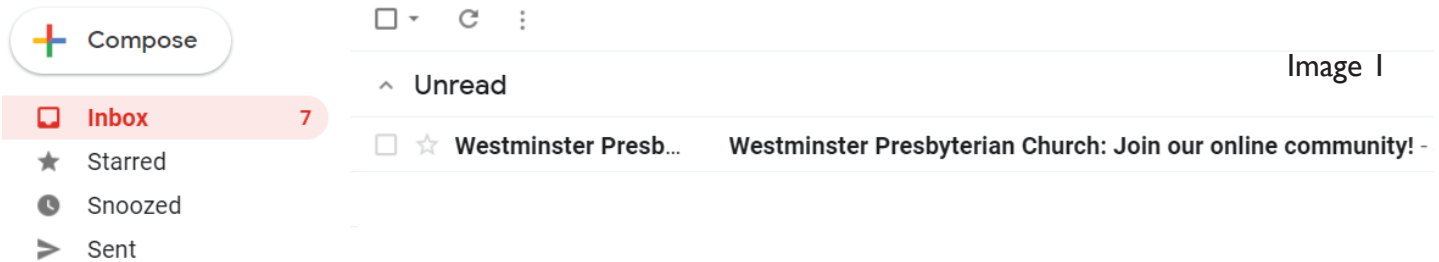 Compose
Image 1
Unread
Inbox 7
Westminster Presb... Westminster Presbyterian Church: Join our online community! -
Starred
Snoozed
Sent